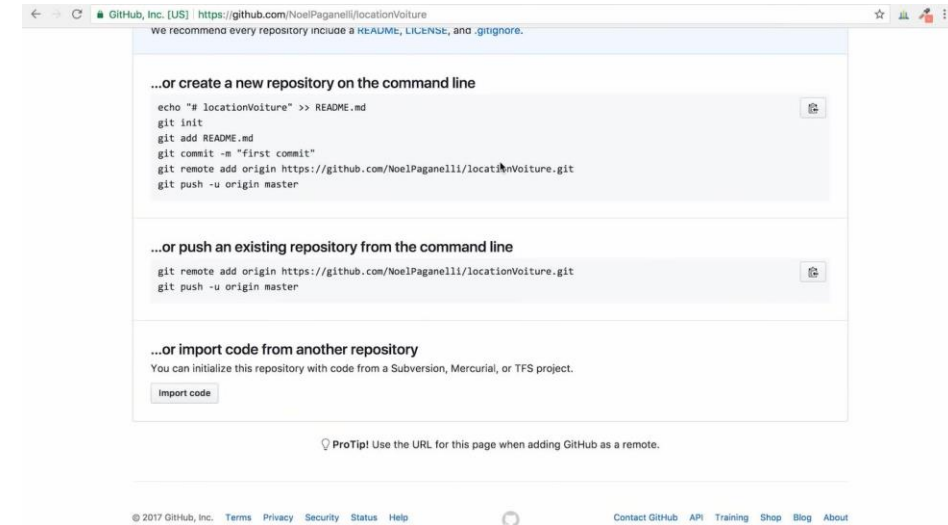 GitHub, Inc. [US] | https://github.com/NoelPaganelli/locationVoiture
We recommend every repository include a README, LICENSE, and .gitignore.
...or create a new repository on the command line
echo "# locationVoiture" >> README.md
git init
git add README.md
git commit -m "first commit"
git remote add origin https://github.com/NoelPaganelli/locationVoiture.git
git push -u origin master
...or push an existing repository from the command line
git remote add origin https://github.com/NoelPaganelli/locationVoiture.git
git push -u origin master
...or import code from another repository
You can initialize this repository with code from a Subversion, Mercurial, or TFS project.
Import code
ProTip! Use the URL for this page when adding GitHub as a remote.
© 2017 GitHub, Inc. Terms Privacy Security Status Help Contact GitHub API Training Shop Blog About